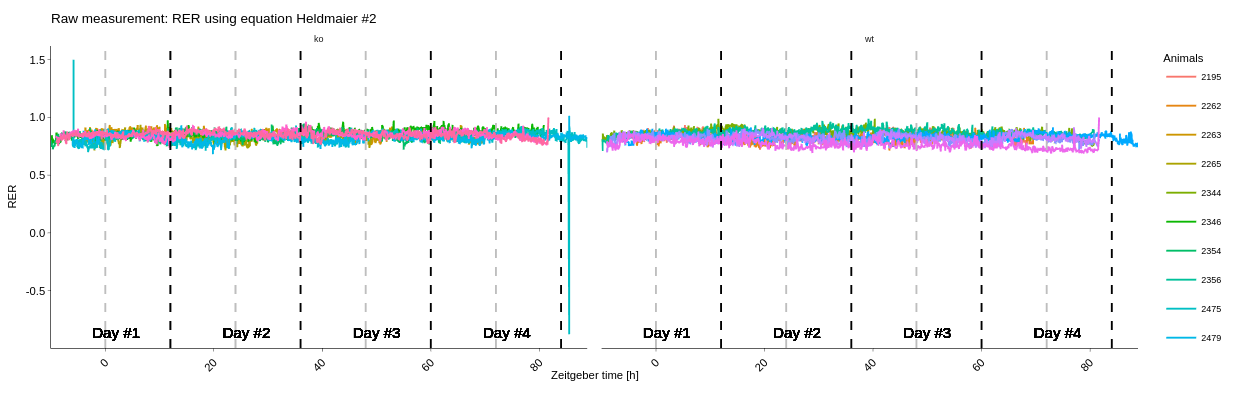 Raw measurement: RER using equation Heldmaier #2
ko
wt
RER
1.5
1.0
0.5
0.0
-0.5
Day #1
Day #2
Day #3
Day #4
Day #1
Day #2
Day #3
Day #4
0
20
40
60
80
0
20
40
60
80
Zeitgeber time [h]
Animals
2195
2262
2263
2265
2344
2346
2354
2356
2475
2479